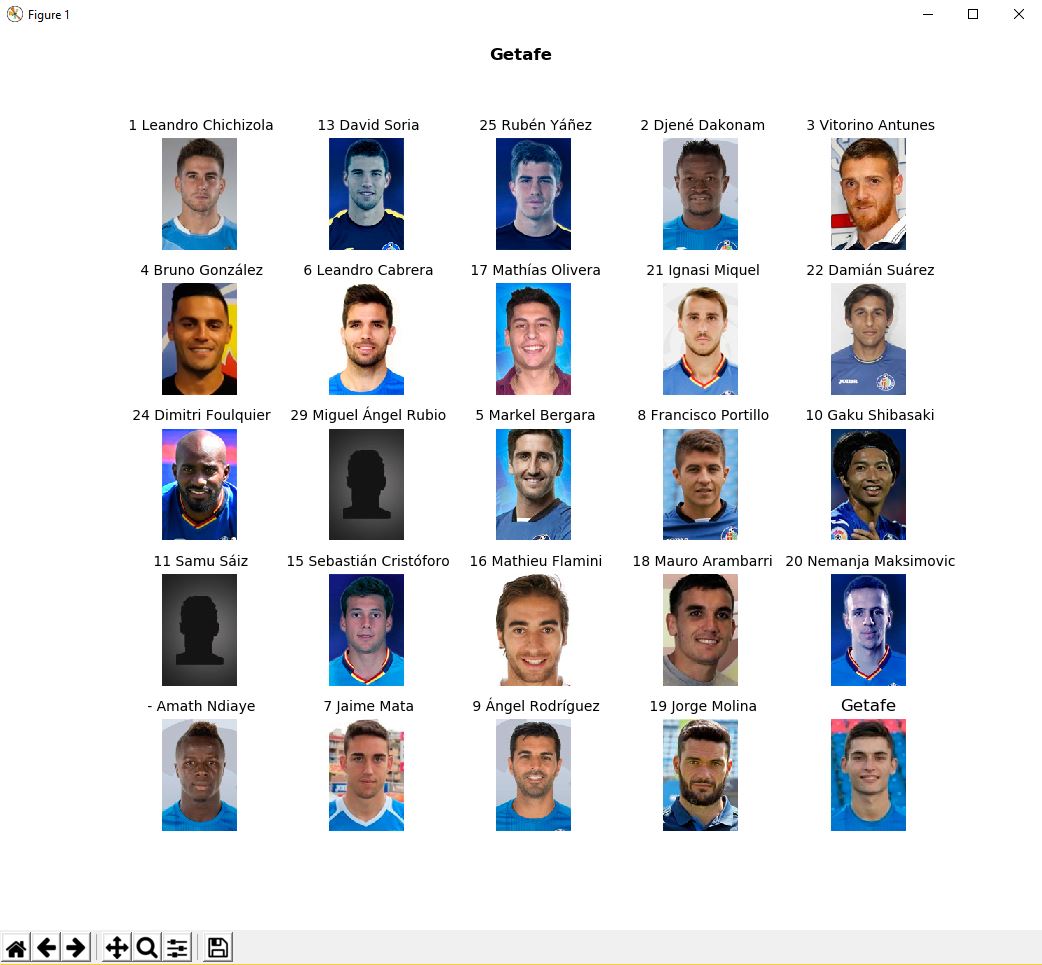 Figure 1
Getafe
1 Leandro Chichizola
13 David Soria
25 Rubén Yáñez
2 Djené Dakonam
3 Vitorino Antunes
4 Bruno González
6 Leandro Cabrera
17 Mathías Olivera
21 Ignasi Miquel
22 Damián Suárez
24 Dimitri Foulquier
29 Miguel Ángel Rubio
5 Markel Bergara
8 Francisco Portillo
10 Gaku Shibasaki
11 Samu Sáiz
15 Sebastián Cristóforo
16 Mathieu Flamini
18 Mauro Arambarri
20 Nemanja Maksimovic
- Amath Ndiaye
7 Jaime Mata
9 Ángel Rodríguez
19 Jorge Molina
Getafe